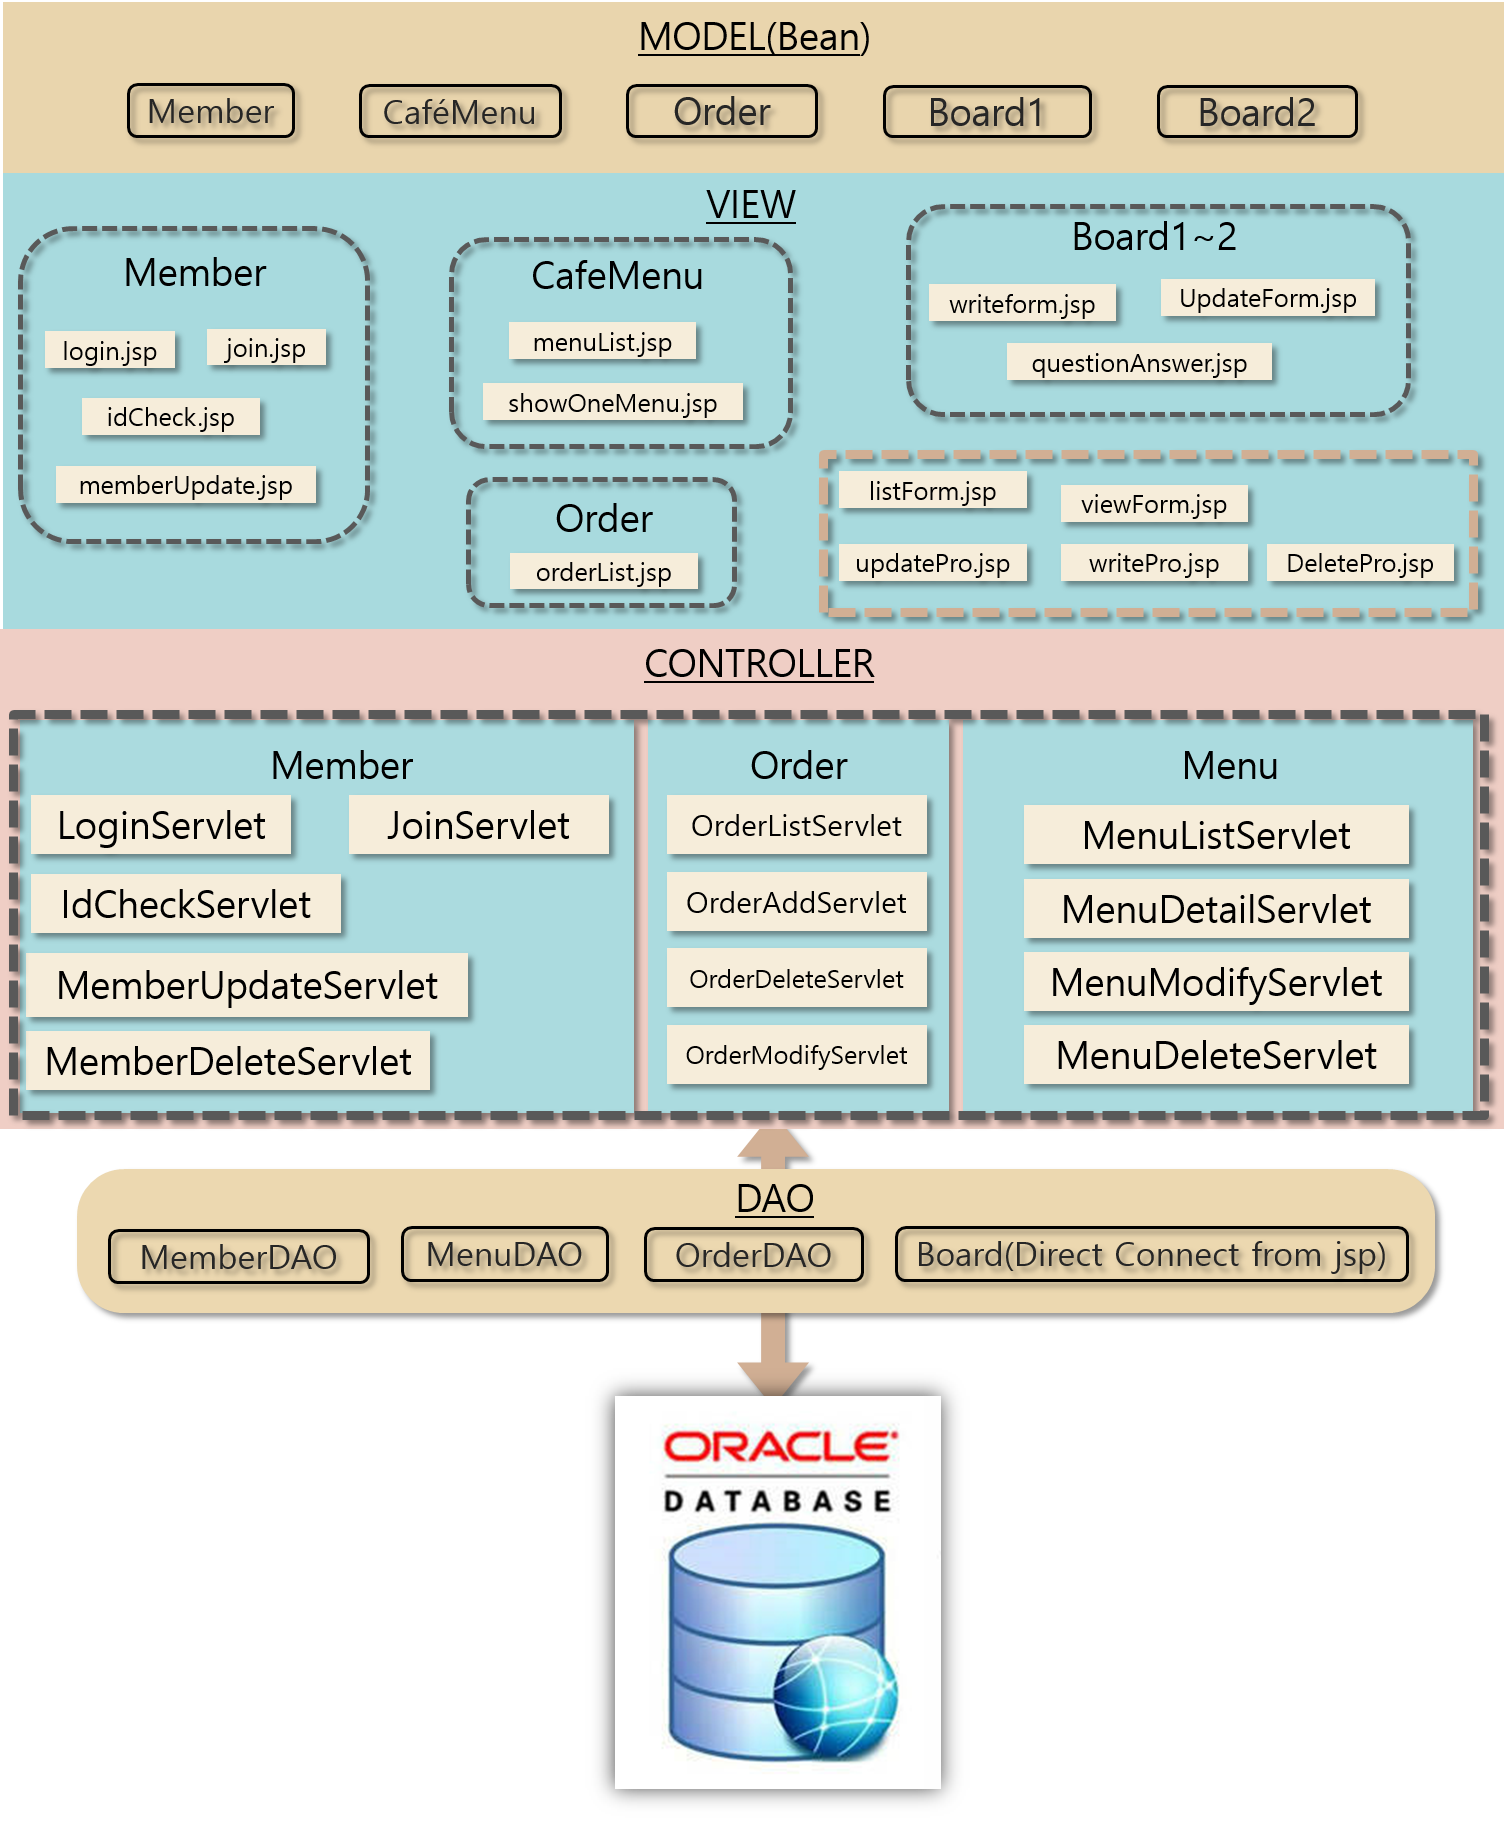 MODEL(Bean)
Member
CaféMenu
Order
Board1
Board2
VIEW
Member
login.jsp
join.jsp
idCheck.jsp
memberUpdate.jsp
CafeMenu
menuList.jsp
showOneMenu.jsp
Order
orderList.jsp
Board1~2
writeform.jsp
UpdateForm.jsp
questionAnswer.jsp
listForm.jsp
viewForm.jsp
updatePro.jsp
writePro.jsp
DeletePro.jsp
CONTROLLER
Member
LoginServlet
JoinServlet
IdCheckServlet
MemberUpdateServlet
MemberDeleteServlet
Order
OrderListServlet
OrderAddServlet
OrderDeleteServlet
OrderModifyServlet
Menu
MenuListServlet
MenuDetailServlet
MenuModifyServlet
MenuDeleteServlet
DAO
MemberDAO
MenuDAO
OrderDAO
Board(Direct Connect from jsp)
ORACLE
DATABASE